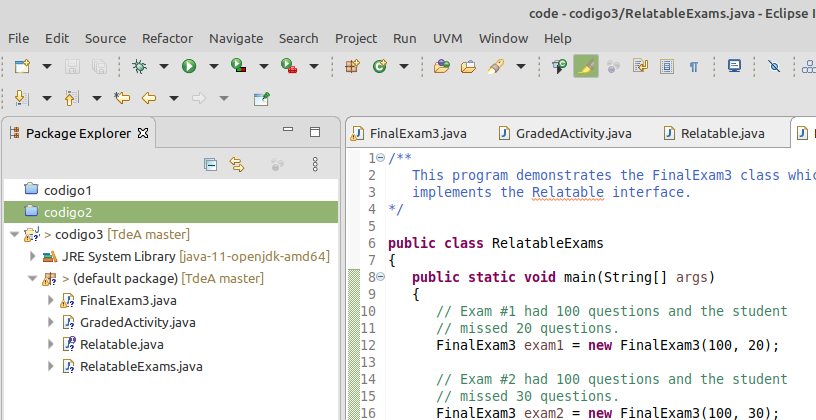 code - codigo3/RelatableExams.java - Eclipse I
File Edit Source Refactor Navigate Search Project Run UVM Window Help
Package Explorer
codigo1
codigo2
> codigo3 [TdeA master]
JRE System Library [java-11-openjdk-amd64]
> (default package) [TdeA master]
FinalExam3.java
GradedActivity.java
Relatable.java
RelatableExams.java
FinalExam3.java GradedActivity.java Relatable.java
1 /**
2 This program demonstrates the FinalExam3 class whic
3 implements the Relatable interface.
4 */
5
6 public class RelatableExams
7 {
8 public static void main(String[] args)
9 {
10 // Exam #1 had 100 questions and the student
11 // missed 20 questions.
12 FinalExam3 exam1 = new FinalExam3(100, 20);
13
14 // Exam #2 had 100 questions and the student
15 // missed 30 questions.
16 FinalExam3 exam2 = new FinalExam3(100, 30);